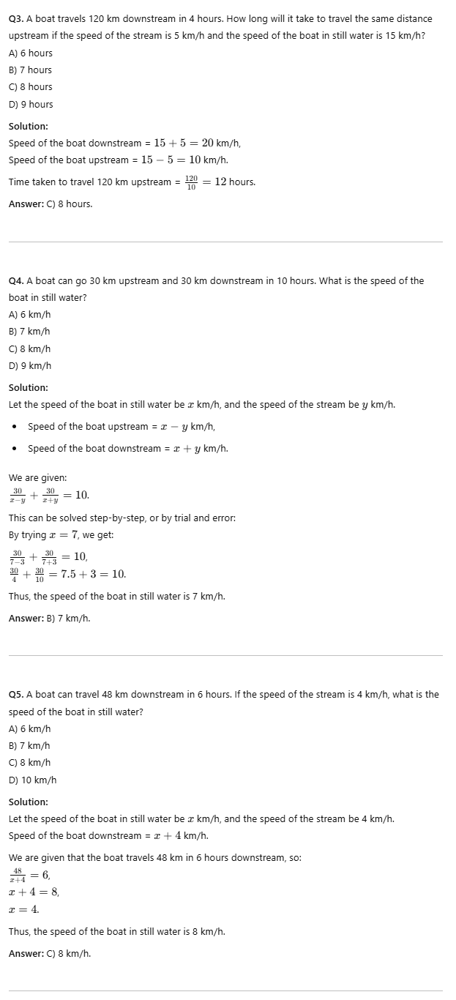 Q3. A boat travels 120 km downstream in 4 hours. How long will it take to travel the same distance
upstream if the speed of the stream is 5 km/h and the speed of the boat in still water is 15 km/h?
A) 6 hours
B) 7 hours
C) 8 hours
D) 9 hours
Solution:
Speed of the boat downstream = 15 + 5 = 20 km/h,
Speed of the boat upstream = 15 − 5 = 10 km/h.
Time taken to travel 120 km upstream = 120/10 = 12 hours.
Answer: C) 8 hours.
Q4. A boat can go 30 km upstream and 30 km downstream in 10 hours. What is the speed of the
boat in still water?
A) 6 km/h
B) 7 km/h
C) 8 km/h
D) 9 km/h
Solution:
Let the speed of the boat in still water be x km/h, and the speed of the stream be y km/h.
• Speed of the boat upstream = x − y km/h,
• Speed of the boat downstream = x + y km/h.
We are given:
30/(x−y) + 30/(x+y) = 10.
This can be solved step-by-step, or by trial and error:
By trying x = 7, we get:
30/(7−3) + 30/(7+3) = 10,
30/4 + 30/10 = 7.5 + 3 = 10.
Thus, the speed of the boat in still water is 7 km/h.
Answer: B) 7 km/h.
Q5. A boat can travel 48 km downstream in 6 hours. If the speed of the stream is 4 km/h, what is the
speed of the boat in still water?
A) 6 km/h
B) 7 km/h
C) 8 km/h
D) 10 km/h
Solution:
Let the speed of the boat in still water be x km/h, and the speed of the stream be 4 km/h.
Speed of the boat downstream = x + 4 km/h.
We are given that the boat travels 48 km in 6 hours downstream, so:
48/(x+4) = 6,
x + 4 = 8,
x = 4.
Thus, the speed of the boat in still water is 8 km/h.
Answer: C) 8 km/h.